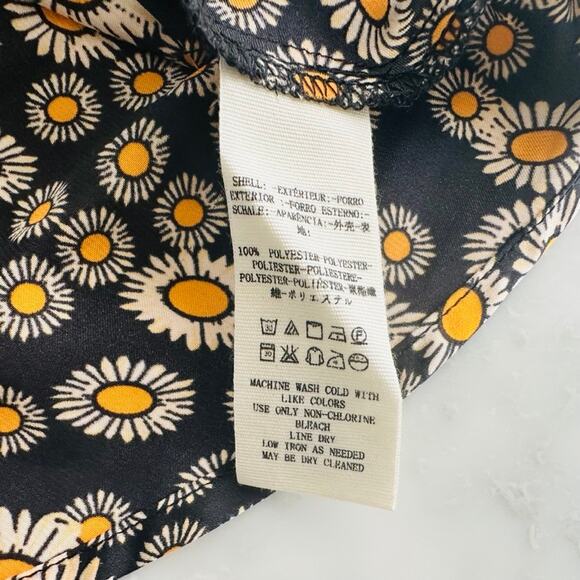 SHELL: -EXTÉRIEUR:-FORRO
EXTERIOR :-FORRO ESTERNO:-
SCHALE:-APARÊNCIA:-外壳-表
地:
100% POLYESTER-POLYESTER-
POLIESTER-POLIESTERE-
POLYESTER-POLIÉSTER-聚酯纖
維-ポリエステル
MACHINE WASH COLD WITH
LIKE COLORS
USE ONLY NON-CHLORINE
BLEACH
LINE DRY
LOW IRON AS NEEDED
MAY BE DRY CLEANED